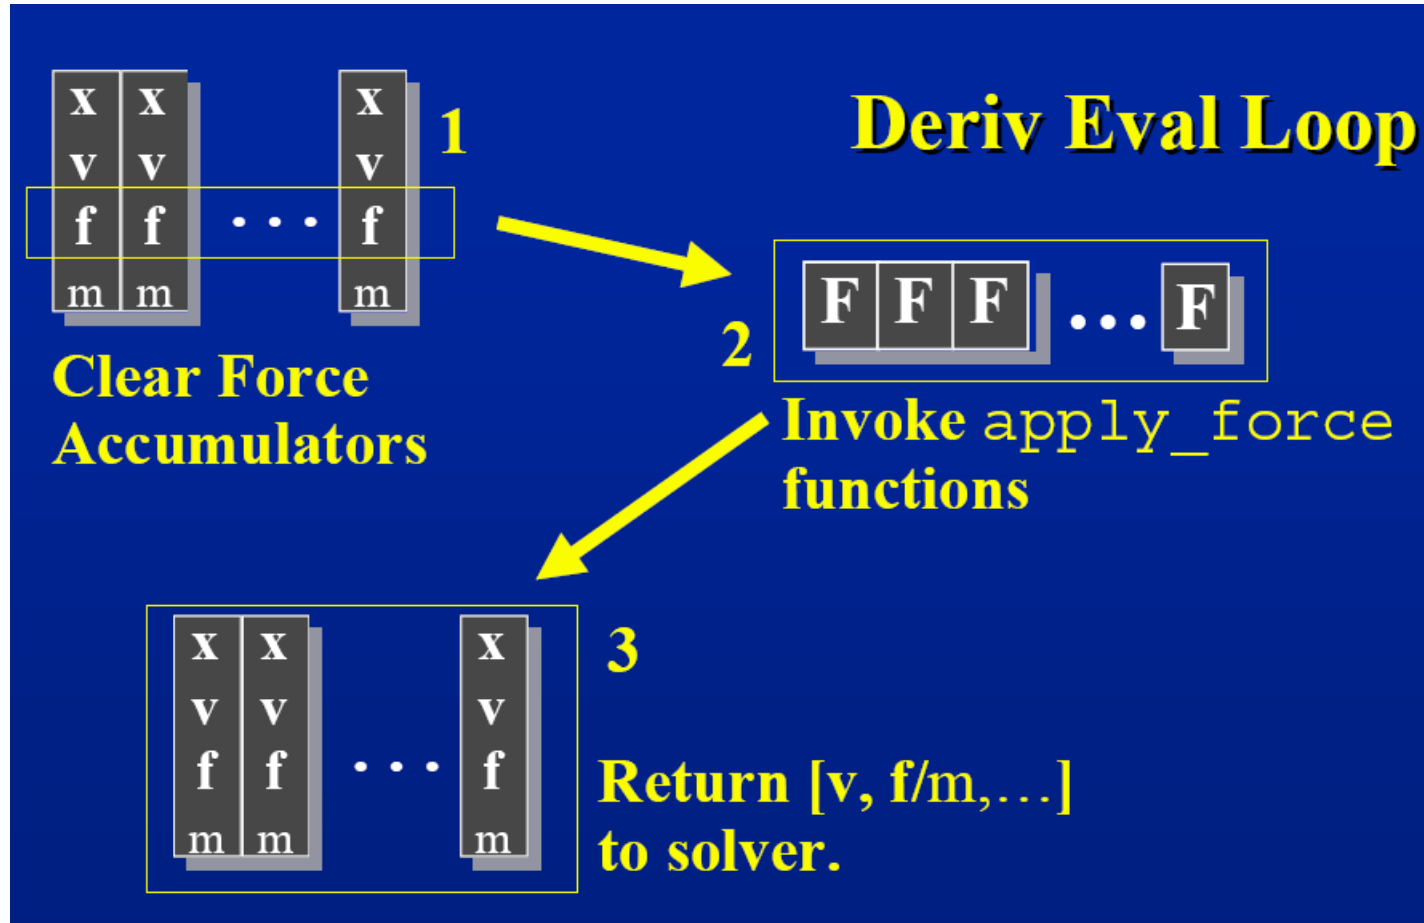 Deriv Eval Loop
x x x
v v v
f f ... f
m m m
1
Clear Force
Accumulators
F F F ... F
2
Invoke apply_force
functions
x x x
v v v
f f ... f
m m m
3
Return [v, f/m,...]
to solver.